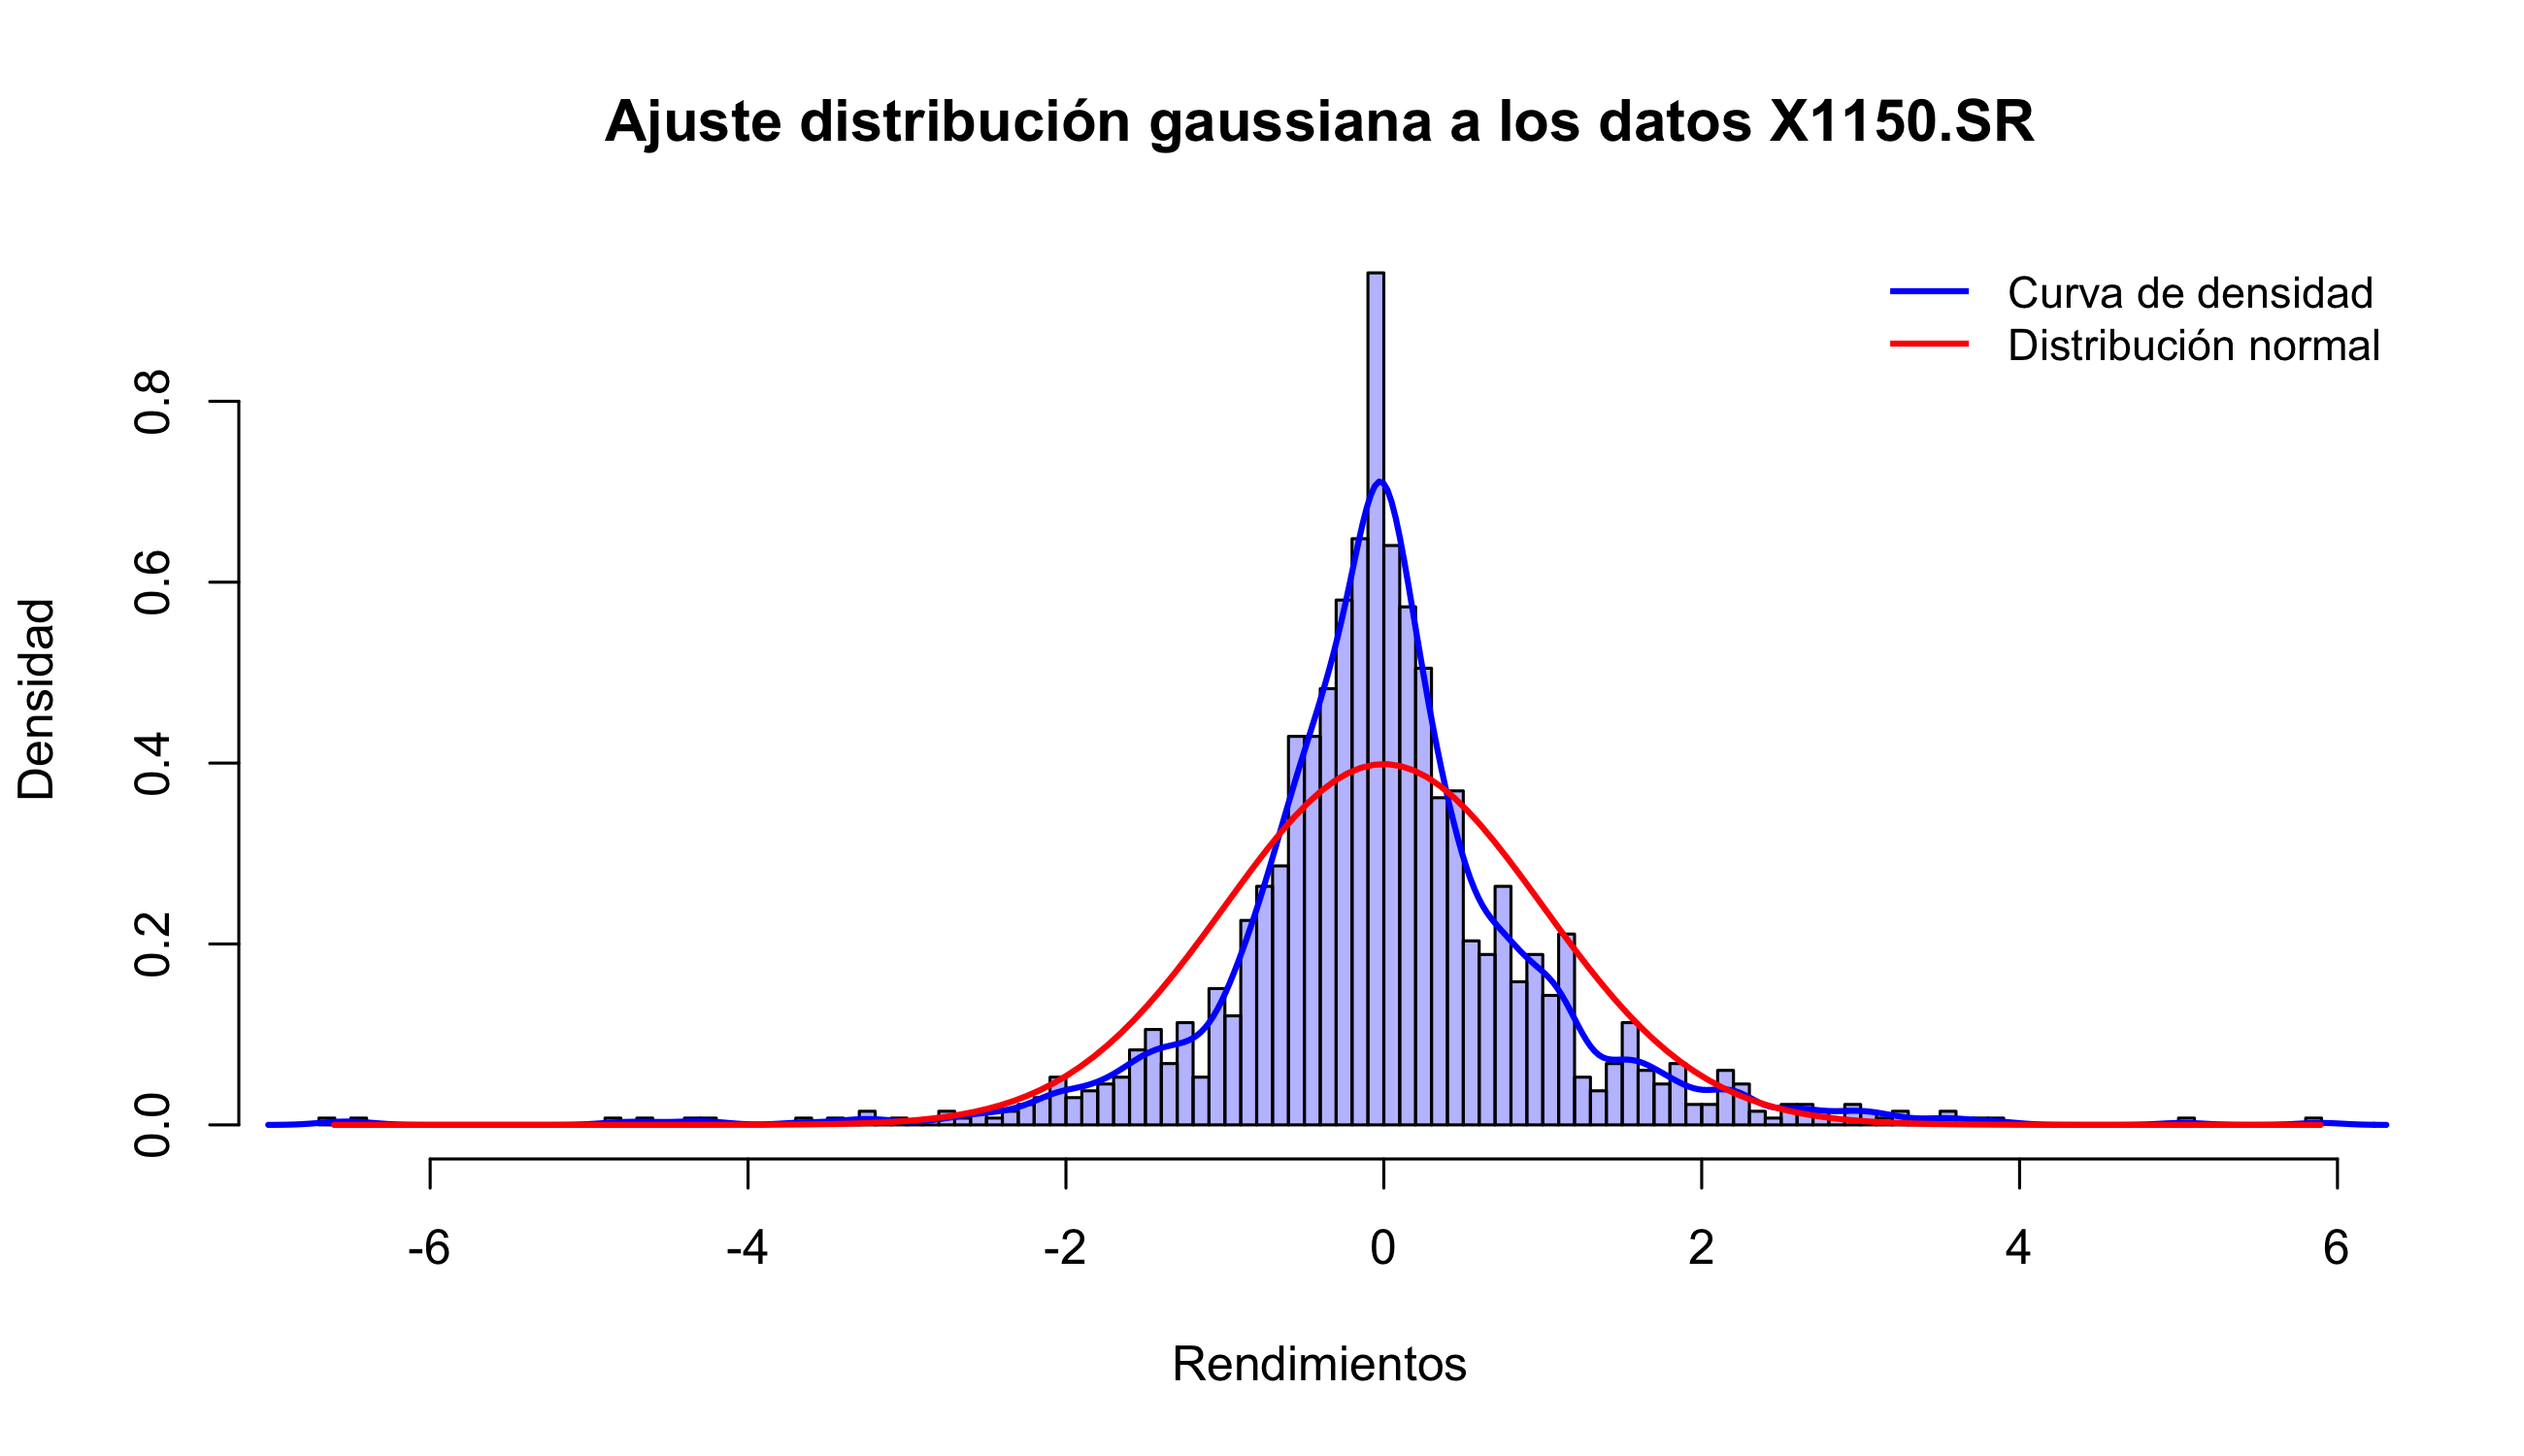 Ajuste distribución gaussiana a los datos X1150.SR
Curva de densidad
Distribución normal
Densidad
0.8
0.6
0.4
0.2
0.0
-6 -4 -2 0 2 4 6
Rendimientos